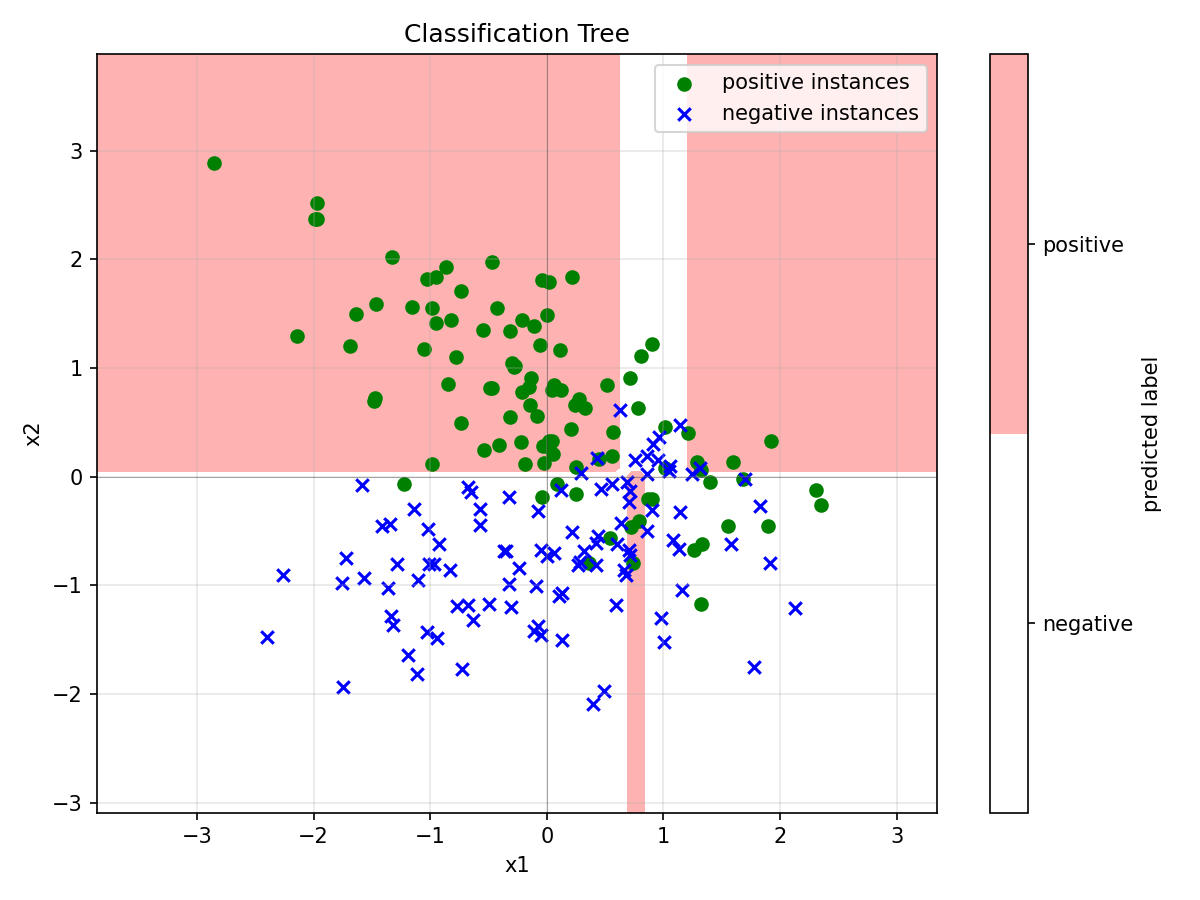 Classification Tree
positive instances
negative instances
x2
3
2
1
0
−1
−2
−3
−3
−2
−1
0
1
2
3
x1
positive
negative
predicted label